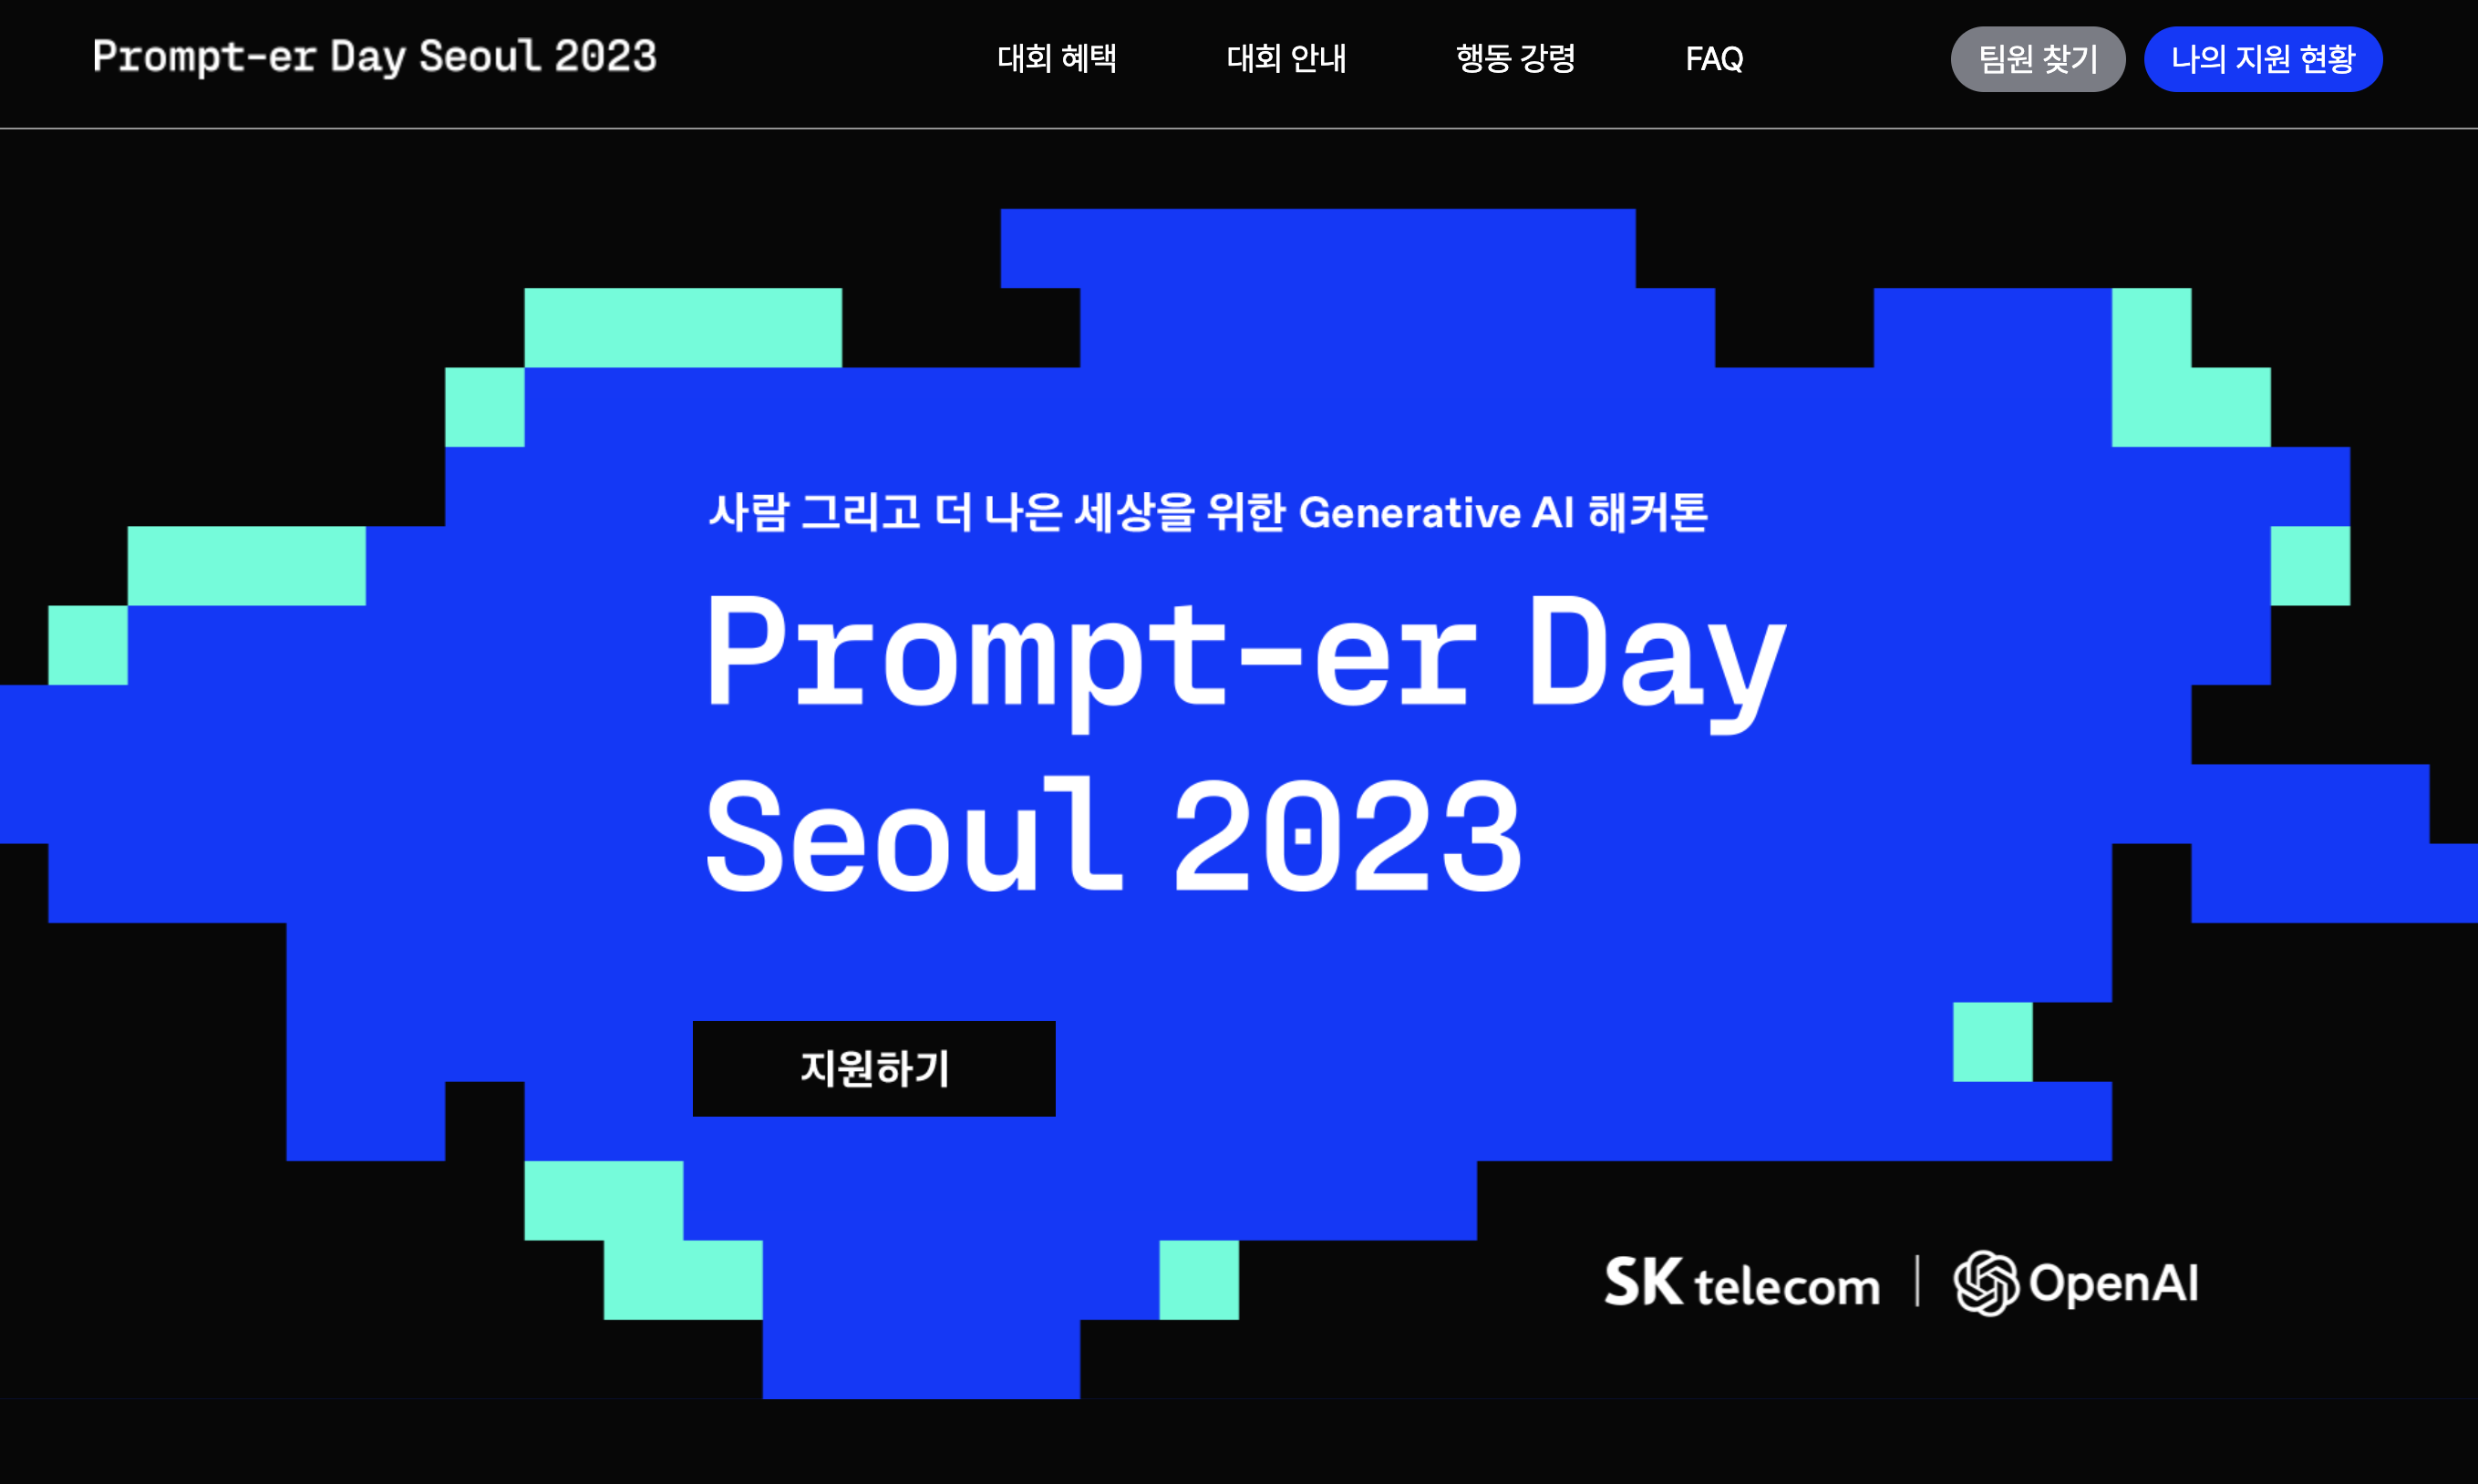 Prompt-er Day Seoul 2023
대회 혜택
대회 안내
행동 강령
FAQ
팀원 찾기
나의 지원 현황
사람 그리고 더 나은 세상을 위한 Generative AI 해커톤
Prompt-er Day
Seoul 2023
지원하기
SK telecom | OpenAI